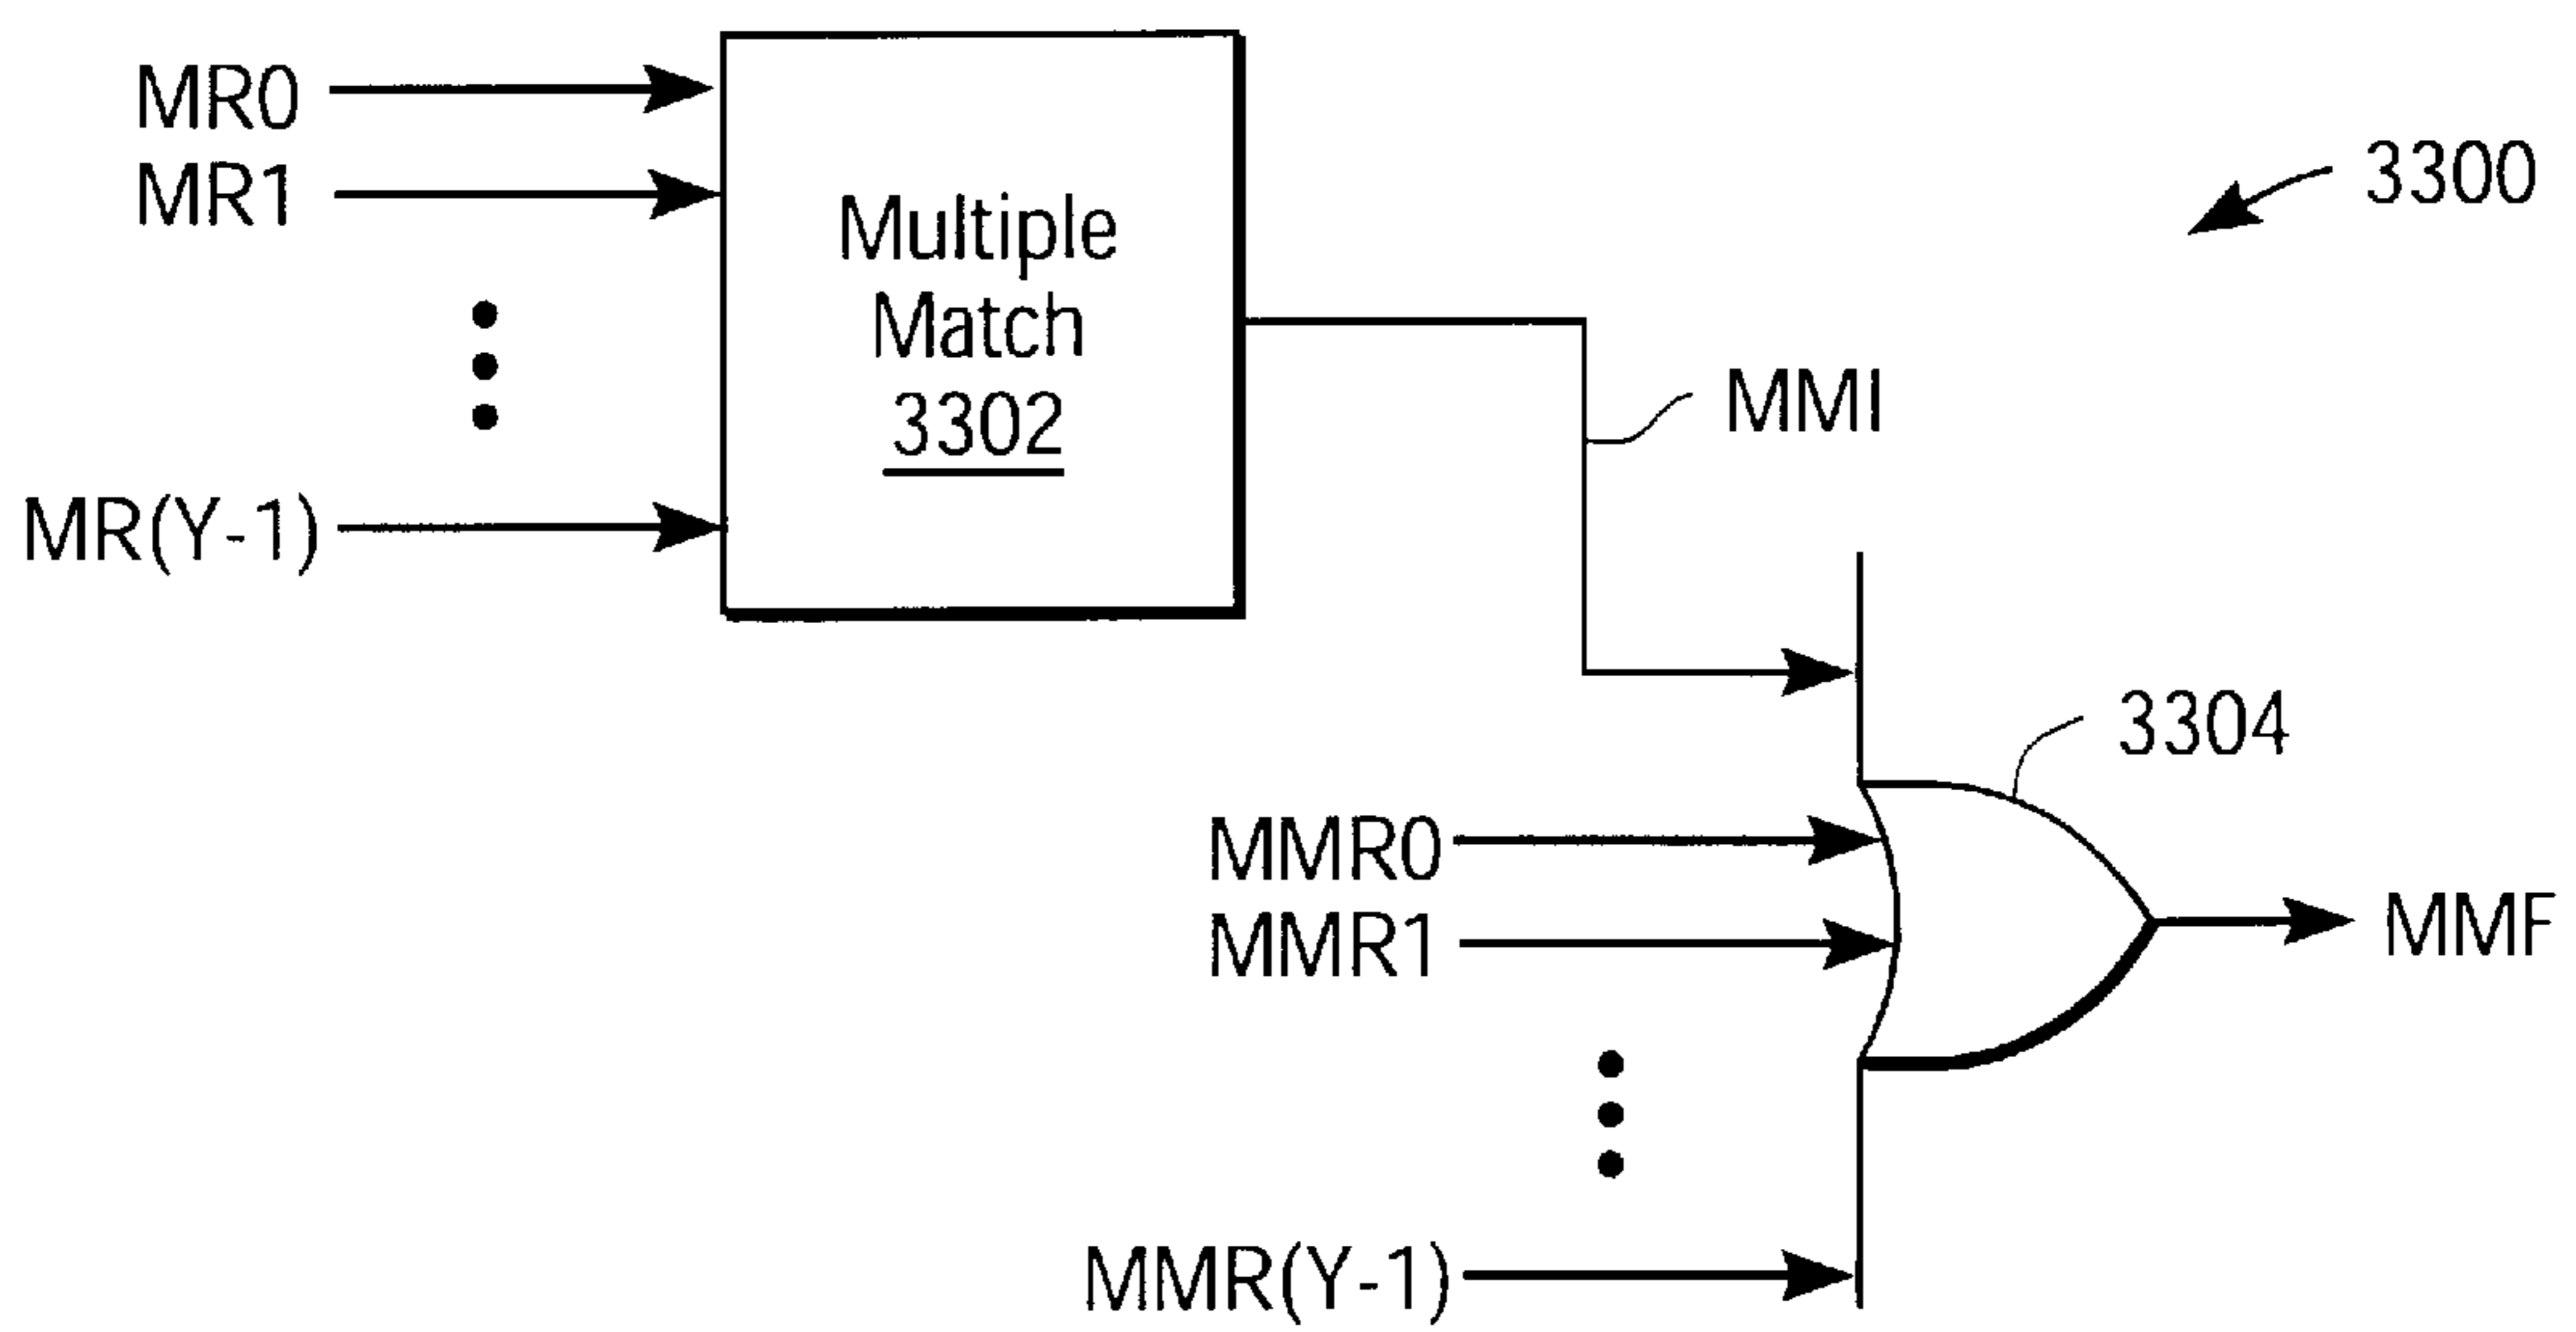 MR0
MR1
MR(Y-1)
Multiple
Match
3302
3300
MMI
3304
MMR0
MMR1
MMR(Y-1)
MMF